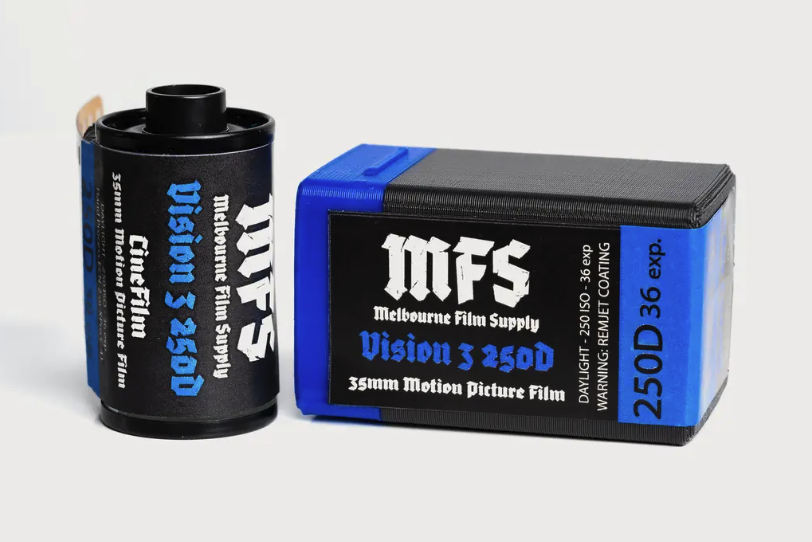 MFS
Melbourne Film Supply
Vision 3 250D
CineFilm
35mm Motion Picture Film
250D
MFS
Melbourne Film Supply
Vision 3 250D
35mm Motion Picture Film
DAYLIGHT - 250 ISO - 36 exp
WARNING: REMJET COATING
250D 36 exp.